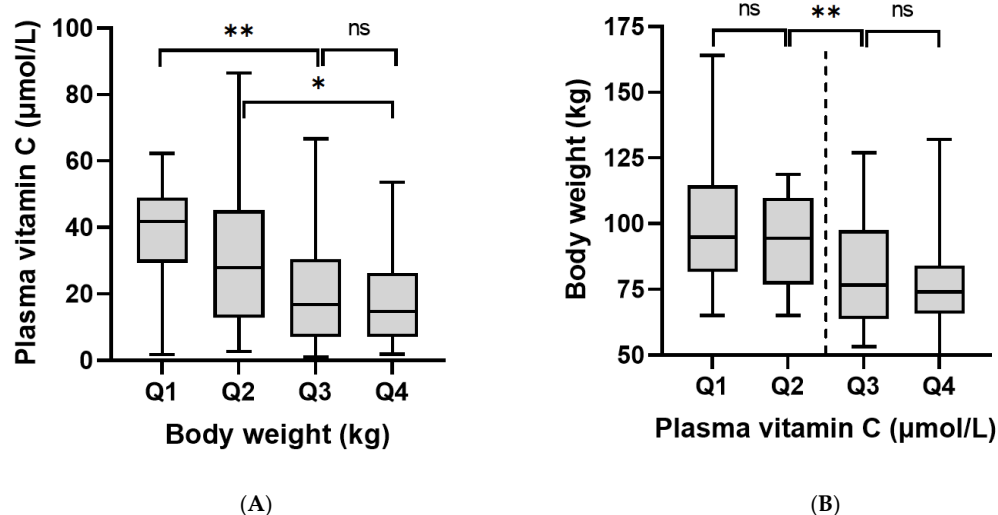 ** ns
*
Plasma vitamin C (µmol/L)
100
80
60
40
20
0
Q1 Q2 Q3 Q4
Body weight (kg)
(A)
ns ** ns
Body weight (kg)
175
150
125
100
75
50
Q1 Q2 Q3 Q4
Plasma vitamin C (µmol/L)
(B)